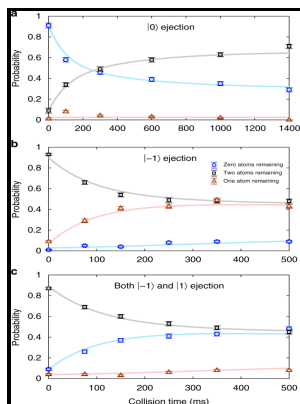 a
|0⟩ ejection
Probability
1
0.8
0.6
0.4
0.2
0
0 200 400 600 800 1000 1200 1400
b
|−1⟩ ejection
Probability
1
0.8
0.6
0.4
0.2
0
Zero atoms remaining
Two atoms remaining
One atom remaining
0 100 200 300 400 500
c
Both |−1⟩ and |1⟩ ejection
Probability
1
0.8
0.6
0.4
0.2
0
0 100 200 300 400 500
Collision time (ms)